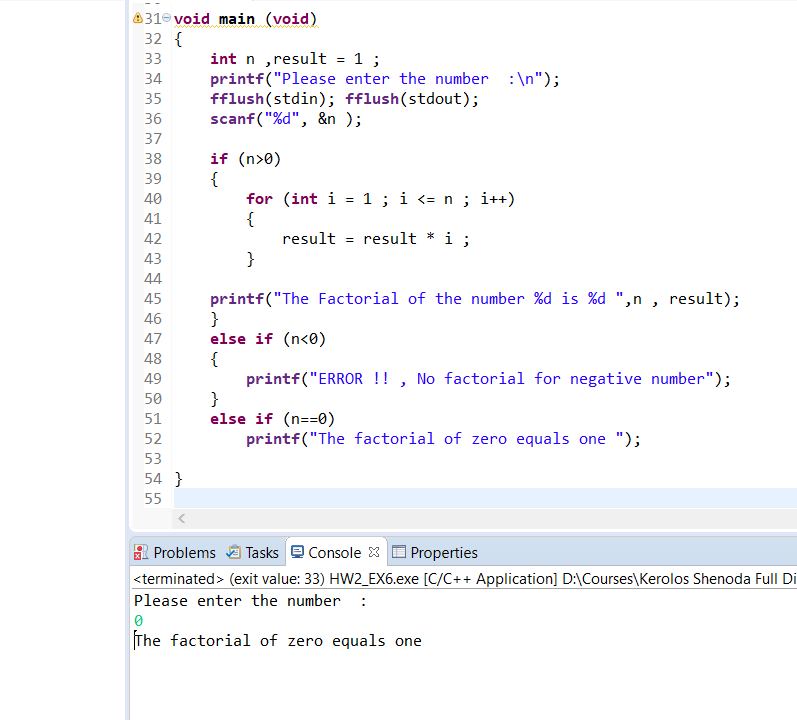 31 void main (void)
32 {
33 int n ,result = 1 ;
34 printf("Please enter the number  :\n");
35 fflush(stdin); fflush(stdout);
36 scanf("%d", &n );
37
38 if (n>0)
39 {
40 for (int i = 1 ; i <= n ; i++)
41 {
42 result = result * i ;
43 }
44
45 printf("The Factorial of the number %d is %d ",n , result);
46 }
47 else if (n<0)
48 {
49 printf("ERROR !! , No factorial for negative number");
50 }
51 else if (n==0)
52 printf("The factorial of zero equals one ");
53
54 }
55
Problems Tasks Console Properties
<terminated> (exit value: 33) HW2_EX6.exe [C/C++ Application] D:\Courses\Kerolos Shenoda Full Di
Please enter the number  :
0
The factorial of zero equals one